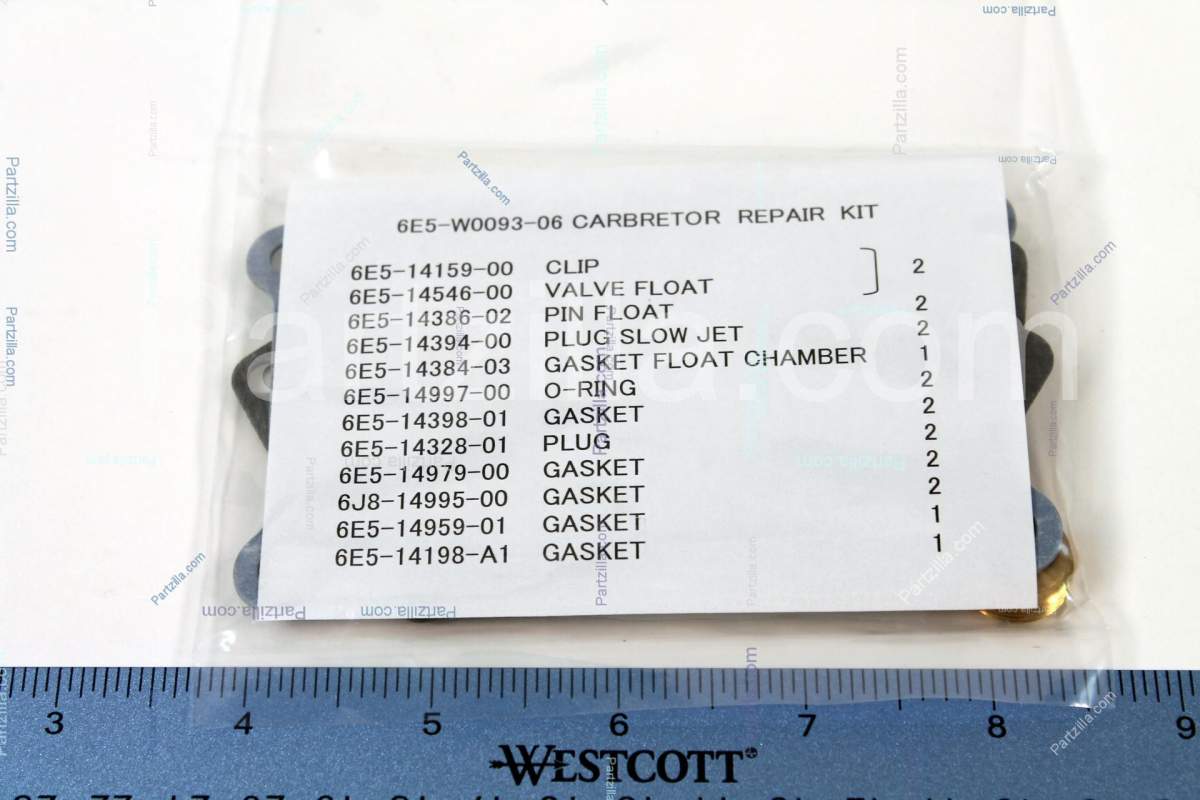 6E5-W0093-06 CARBRETOR REPAIR KIT
6E5-14159-00 CLIP 2
6E5-14546-00 VALVE FLOAT
6E5-14386-02 PIN FLOAT 2
6E5-14394-00 PLUG SLOW JET 2
6E5-14384-03 GASKET FLOAT CHAMBER 1
6E5-14997-00 O-RING 2
6E5-14398-01 GASKET 2
6E5-14328-01 PLUG 2
6E5-14979-00 GASKET 2
6J8-14995-00 GASKET 2
6E5-14959-01 GASKET 1
6E5-14198-A1 GASKET 1
3 4 5 6 7 8 9
WESTCOTT
Partzilla.com